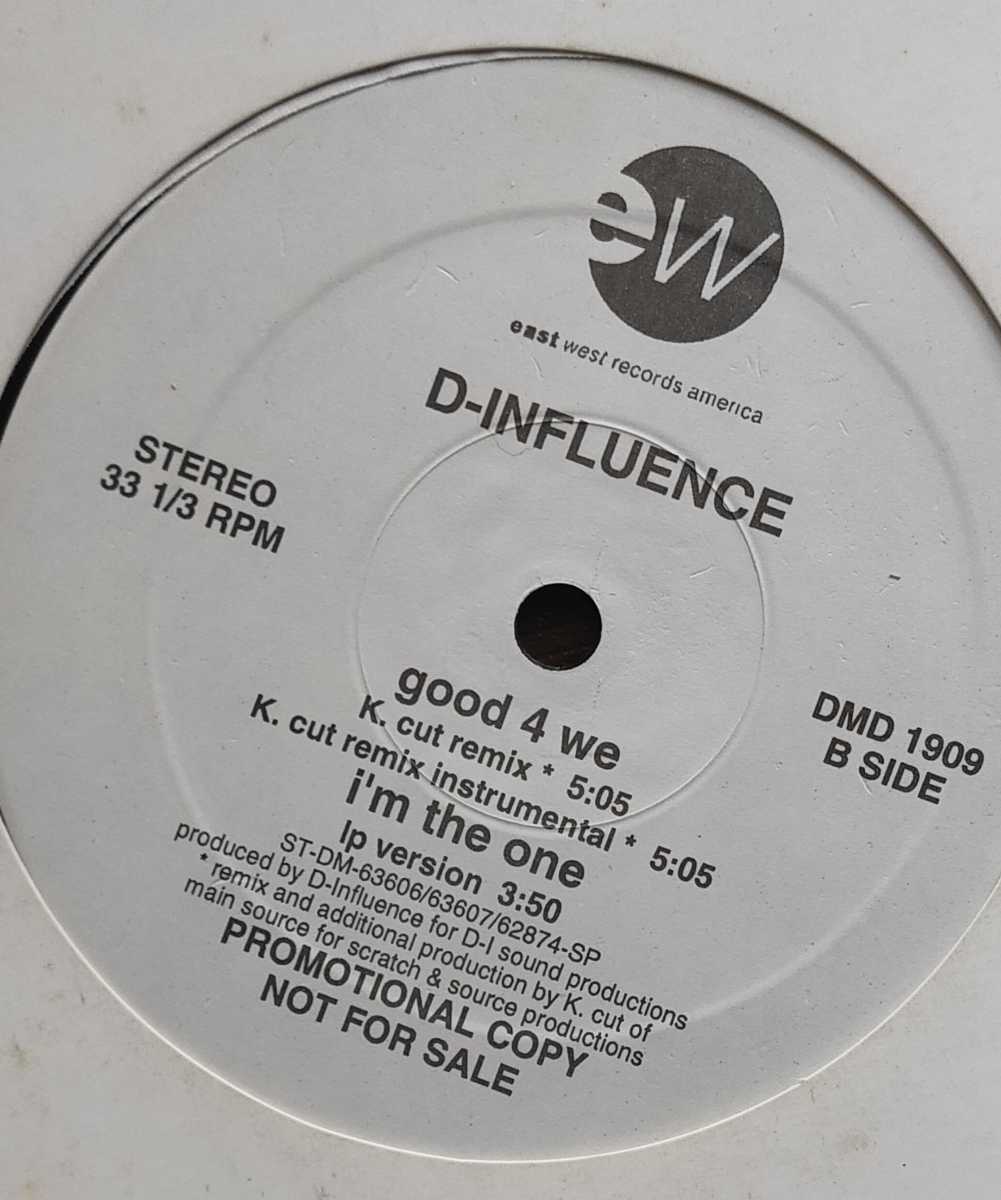 ew
east west records america
D-INFLUENCE
STEREO
33 1/3 RPM
good 4 we
K. cut remix * 5:05
K. cut remix instrumental * 5:05
i'm the one
lp version 3:50
DMD 1909
B SIDE
ST-DM-63606/63607/62874-SP
produced by D-Influence for D-I sound productions
* remix and additional production by K. cut of
main source for scratch & source productions
PROMOTIONAL COPY
NOT FOR SALE